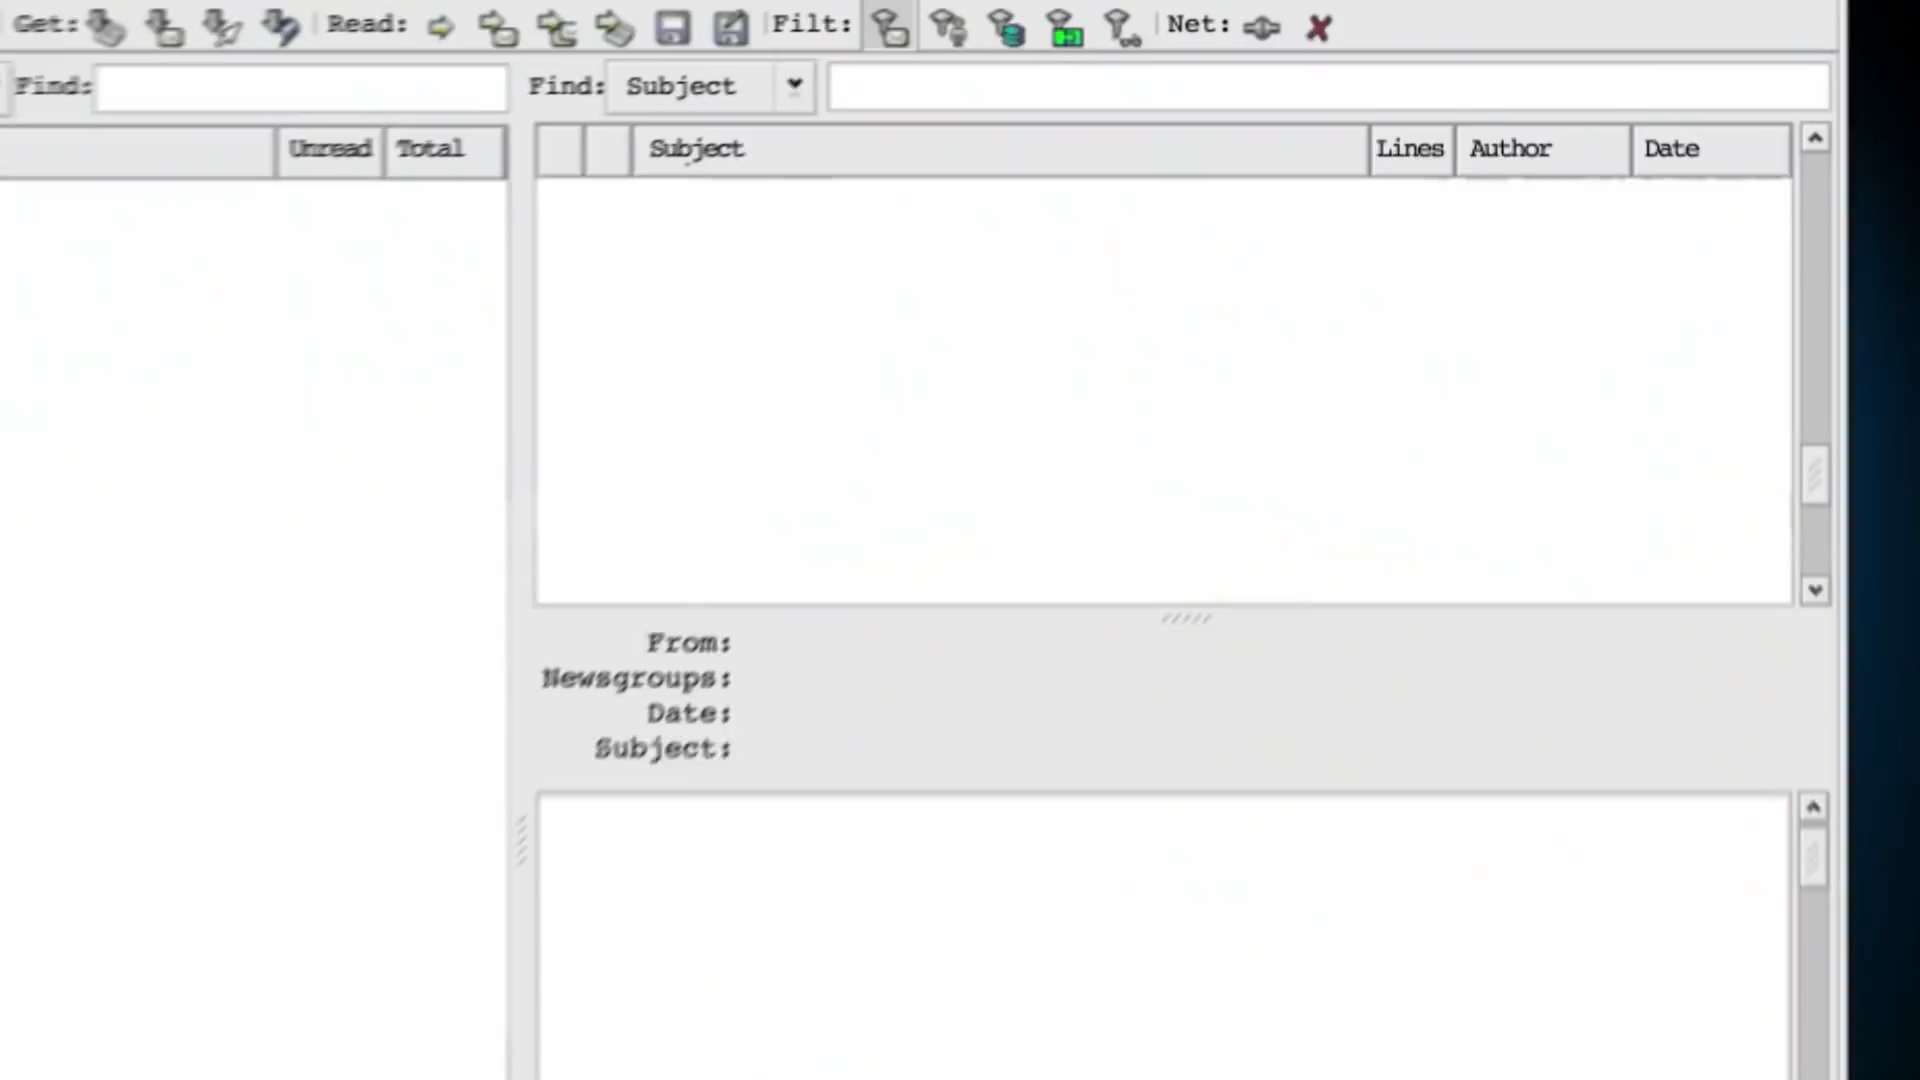 Get: Read: Filt: Net:
Find: Find: Subject
Unread Total Subject Lines Author Date
From:
Newsgroups:
Date:
Subject: